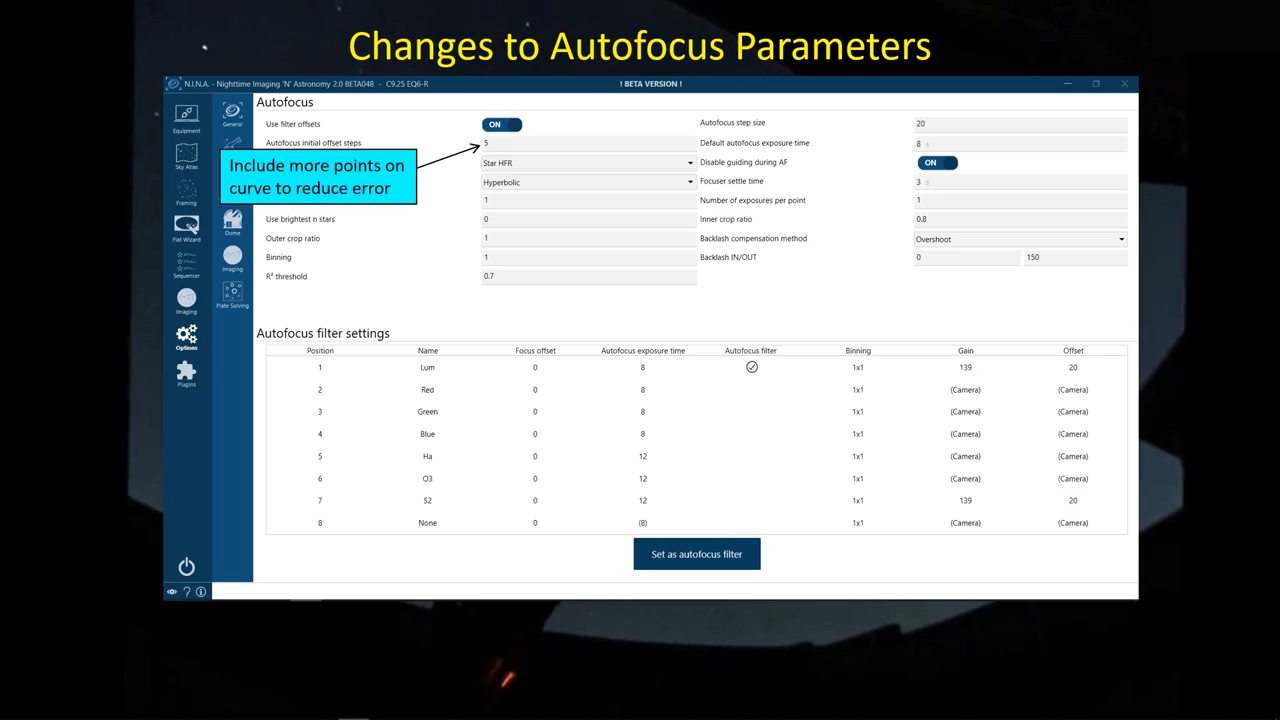 Changes to Autofocus Parameters
N.I.N.A. - Nighttime Imaging 'N' Astronomy 2.0 BETA048 - C9.25 EQ6-R
! BETA VERSION !
Equipment
Sky Atlas
Framing
Flat Wizard
Sequencer
Imaging
Options
Plugins
General
Dome
Imaging
Plate Solving
Autofocus
Use filter offsets ON
Autofocus initial offset steps 5
Include more points on
curve to reduce error
Star HFR
Hyperbolic
1
Use brightest n stars 0
Outer crop ratio 1
Binning 1
R² threshold 0.7
Autofocus step size 20
Default autofocus exposure time 8 s
Disable guiding during AF ON
Focuser settle time 3 s
Number of exposures per point 1
Inner crop ratio 0.8
Backlash compensation method Overshoot
Backlash IN/OUT 0 150
Autofocus filter settings
Position Name Focus offset Autofocus exposure time Autofocus filter Binning Gain Offset
1 Lum 0 8 1x1 139 20
2 Red 0 8 1x1 (Camera) (Camera)
3 Green 0 8 1x1 (Camera) (Camera)
4 Blue 0 8 1x1 (Camera) (Camera)
5 Ha 0 12 1x1 (Camera) (Camera)
6 O3 0 12 1x1 (Camera) (Camera)
7 S2 0 12 1x1 139 20
8 None 0 (8) 1x1 (Camera) (Camera)
Set as autofocus filter